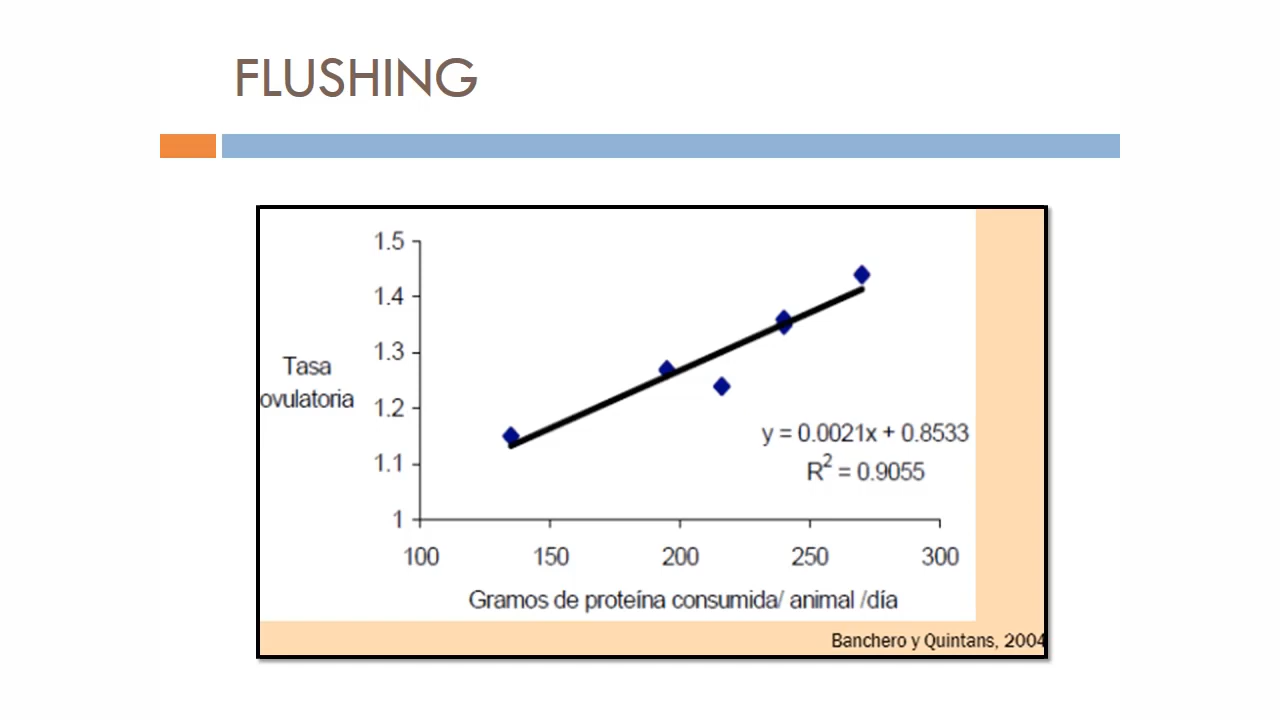 FLUSHING
1.5
1.4
1.3
1.2
1.1
1
Tasa
ovulatoria
y = 0.0021x + 0.8533
R² = 0.9055
100 150 200 250 300
Gramos de proteína consumida/ animal /día
Banchero y Quintans, 2004